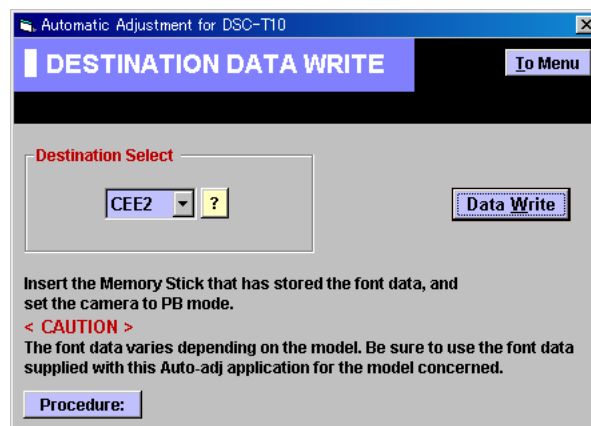 Automatic Adjustment for DSC-T10
DESTINATION DATA WRITE
To Menu
Destination Select
CEE2
?
Data Write
Insert the Memory Stick that has stored the font data, and
set the camera to PB mode.
< CAUTION >
The font data varies depending on the model. Be sure to use the font data
supplied with this Auto-adj application for the model concerned.
Procedure: